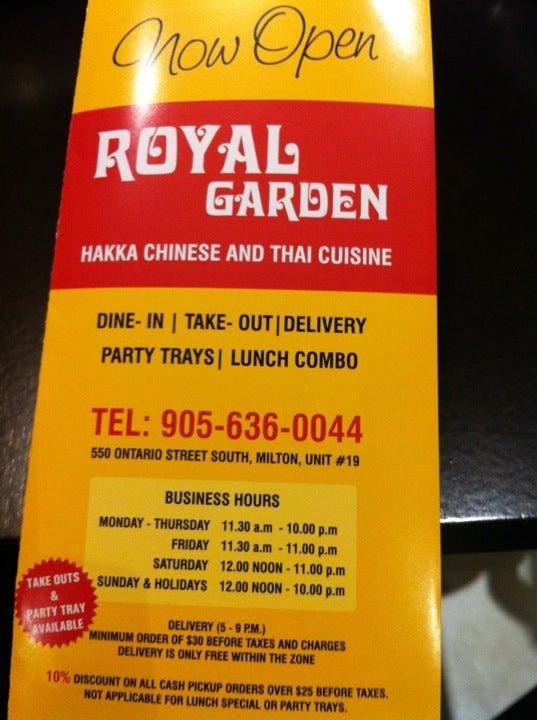 Now Open
ROYAL
GARDEN
HAKKA CHINESE AND THAI CUISINE
DINE- IN | TAKE- OUT|DELIVERY
PARTY TRAYS| LUNCH COMBO
TEL: 905-636-0044
550 ONTARIO STREET SOUTH, MILTON, UNIT #19
BUSINESS HOURS
MONDAY - THURSDAY 11.30 a.m - 10.00 p.m
FRIDAY 11.30 a.m - 11.00 p.m
SATURDAY 12.00 NOON - 11.00 p.m
SUNDAY & HOLIDAYS 12.00 NOON - 10.00 p.m
TAKE OUTS
&
PARTY TRAY
AVAILABLE
DELIVERY (5 - 9 P.M.)
MINIMUM ORDER OF $30 BEFORE TAXES AND CHARGES
DELIVERY IS ONLY FREE WITHIN THE ZONE
10% DISCOUNT ON ALL CASH PICKUP ORDERS OVER $25 BEFORE TAXES.
NOT APPLICABLE FOR LUNCH SPECIAL OR PARTY TRAYS.